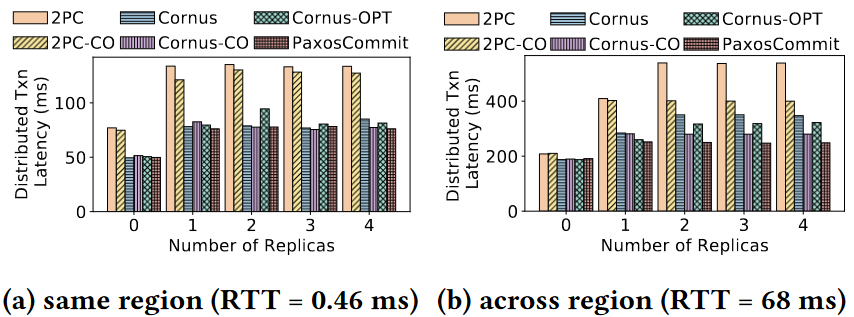 2PC Cornus Cornus-OPT
2PC-CO Cornus-CO PaxosCommit
Distributed Txn
Latency (ms)
100
50
0
0 1 2 3 4
Number of Replicas
(a) same region (RTT = 0.46 ms)
2PC Cornus Cornus-OPT
2PC-CO Cornus-CO PaxosCommit
Distributed Txn
Latency (ms)
400
200
0
0 1 2 3 4
Number of Replicas
(b) across region (RTT = 68 ms)